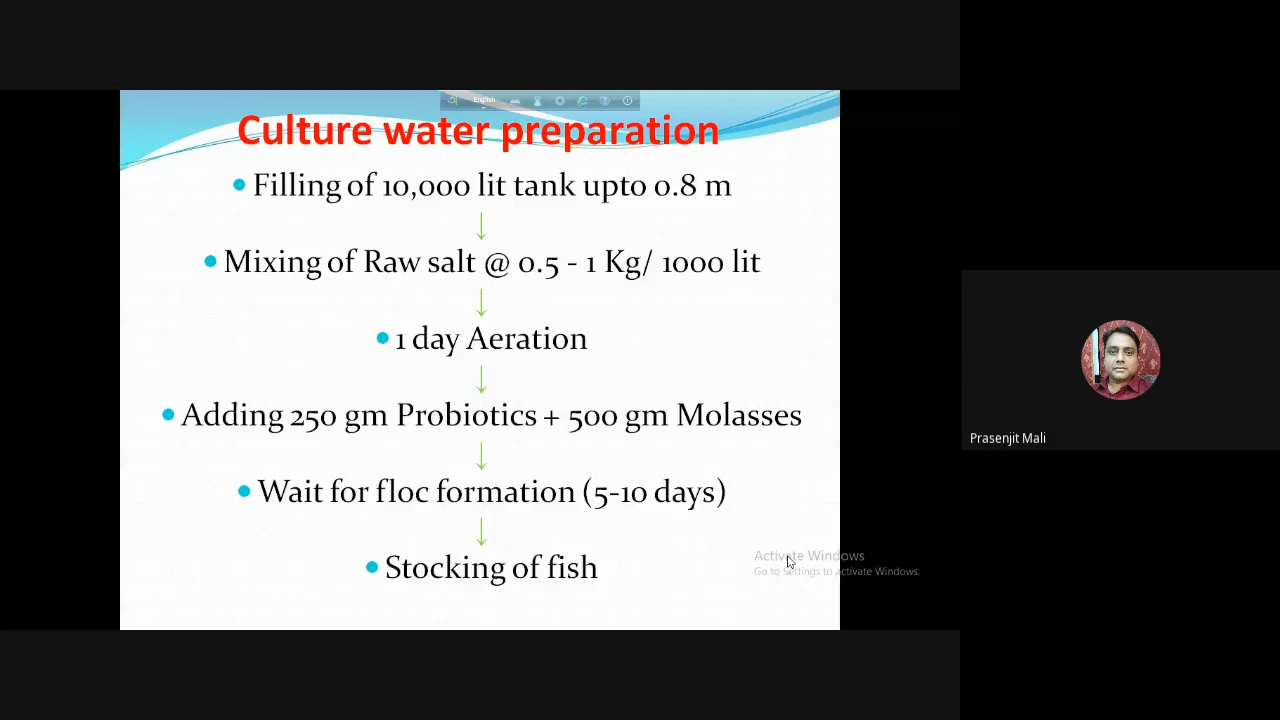 English
Culture water preparation
Filling of 10,000 lit tank upto 0.8 m
Mixing of Raw salt @ 0.5 - 1 Kg/ 1000 lit
1 day Aeration
Adding 250 gm Probiotics + 500 gm Molasses
Wait for floc formation (5-10 days)
Stocking of fish
Activate Windows
Go to Settings to activate Windows.
Prasenjit Mali